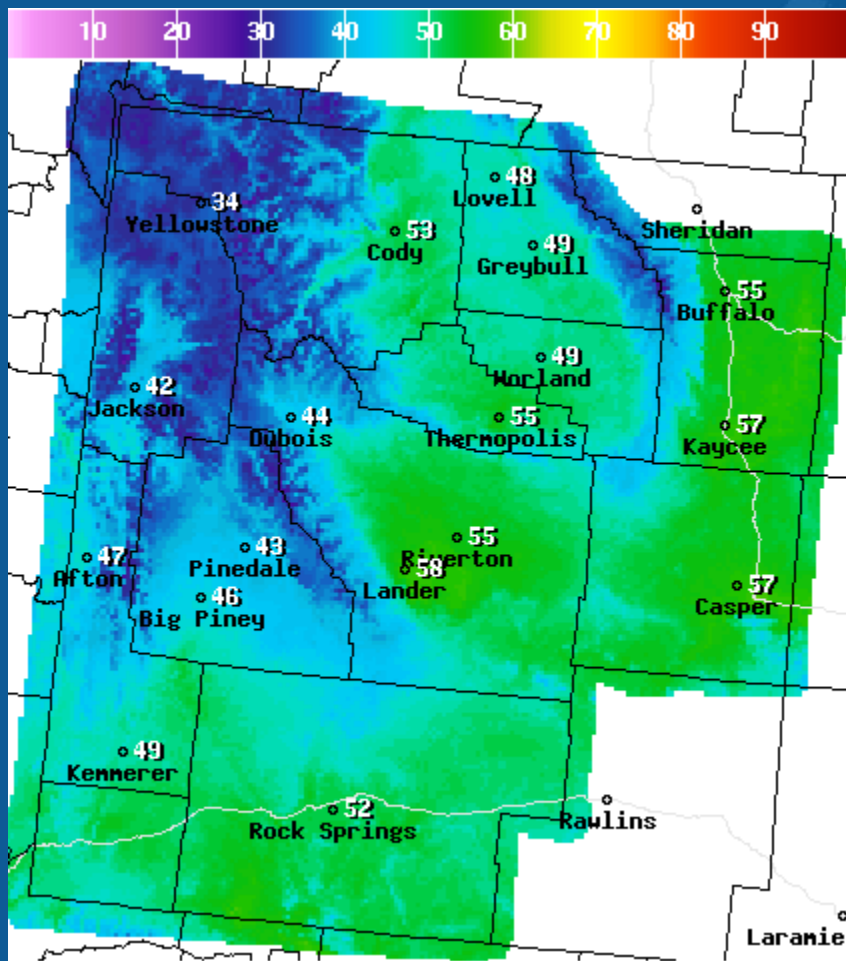 10 20 30 40 50 60 70 80 90
48
Lovell
34
Yellowstone
Sheridan
53
Cody
49
Greybull
55
Buffalo
49
Worland
42
Jackson
44
Dubois
55
Thermopolis
57
Kaycee
55
Riverton
43
Pinedale
47
Afton
58
Lander
57
Casper
46
Big Piney
49
Kemmerer
52
Rock Springs
Rawlins
Laramie